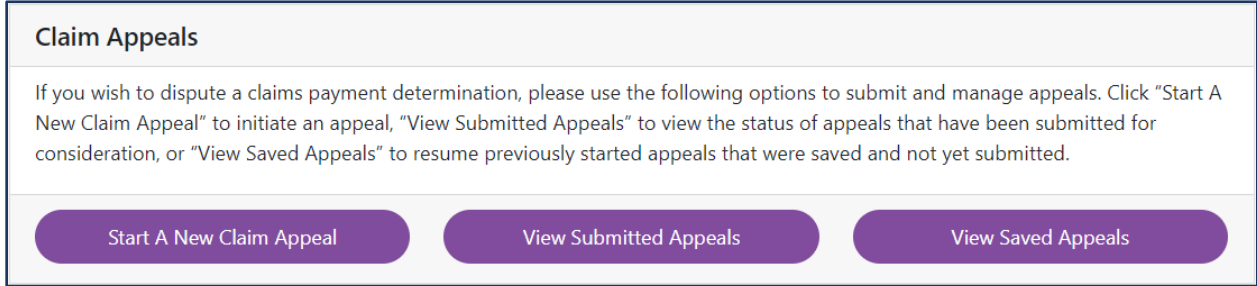 Claim Appeals
If you wish to dispute a claims payment determination, please use the following options to submit and manage appeals. Click “Start A
New Claim Appeal” to initiate an appeal, “View Submitted Appeals” to view the status of appeals that have been submitted for
consideration, or “View Saved Appeals” to resume previously started appeals that were saved and not yet submitted.
Start A New Claim Appeal
View Submitted Appeals
View Saved Appeals